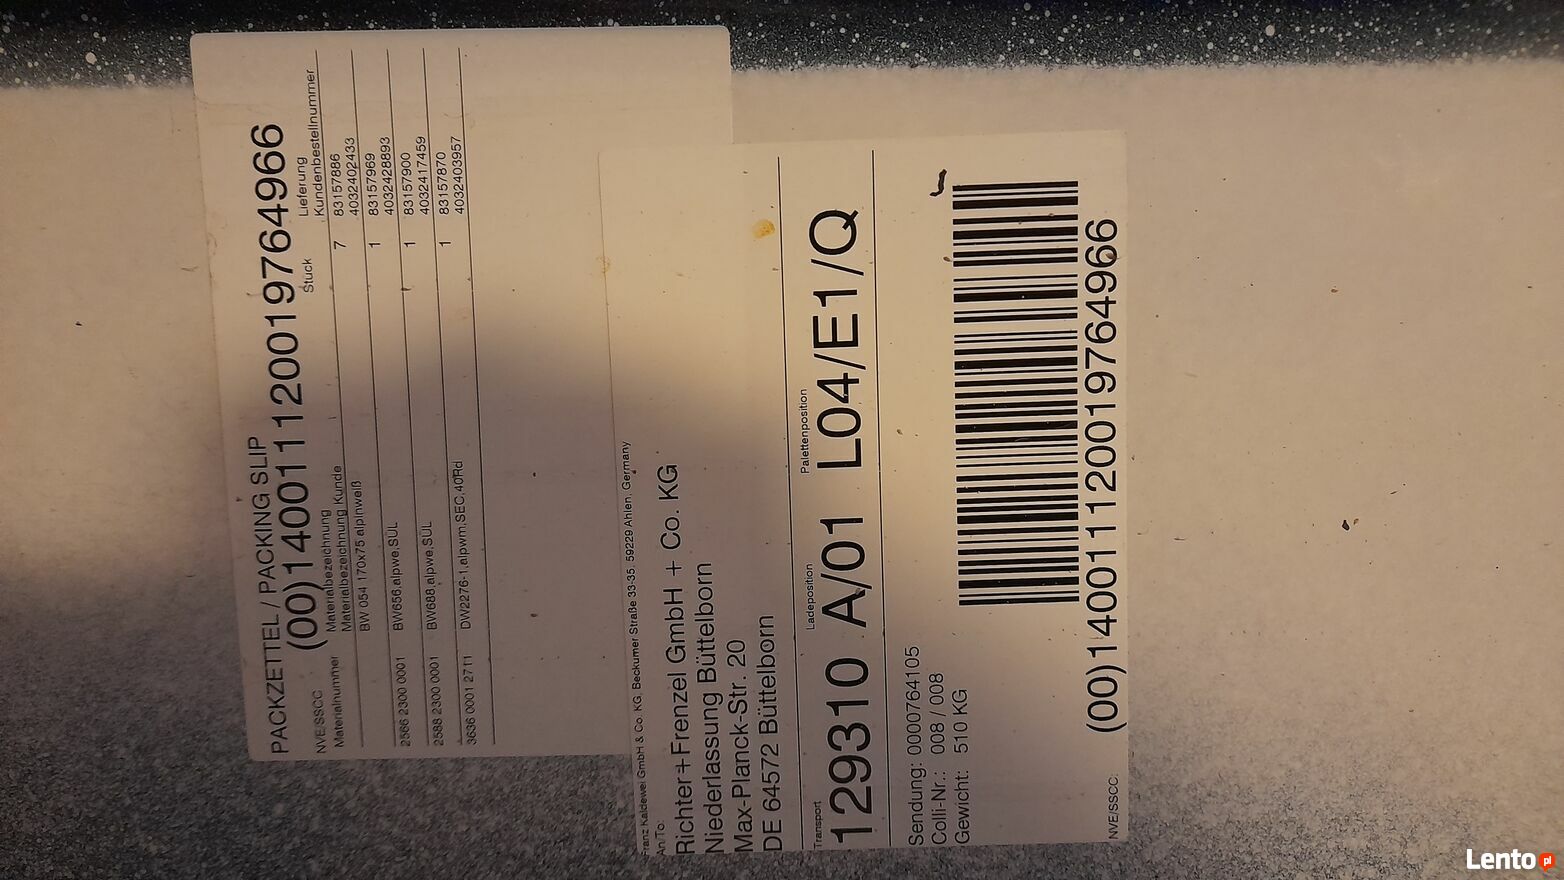 PACKZETTEL / PACKING SLIP
NVE/SSCC (00)140011120019764966
Materialnummer Materialbezeichnung Stück Lieferung
Materialbezeichnung Kunde Kundenbestellnummer
BW 054 170x75 alpinweiß 7 83157886
4032402433
2566 2300 0001 BW656,alpwe,SÜL 1 83157969
4032428893
2588 2300 0001 BW688,alpwe,SÜL 1 83157900
4032417459
3636 0001 2711 DW2276-1,alpwm,SEC,40Rd 1 83157870
4032403957
Franz Kaldewei GmbH & Co. KG, Beckumer Straße 33-35, 59229 Ahlen, Germany
An/To:
Richter+Frenzel GmbH + Co. KG
Niederlassung Büttelborn
Max-Planck-Str. 20
DE 64572 Büttelborn
Transport Ladeposition Palettenposition
129310 A/01 L04/E1/Q
Sendung: 0000764105
Colli-Nr.: 008 / 008
Gewicht: 510 KG
NVE/SSCC: (00)140011120019764966
Lento pl